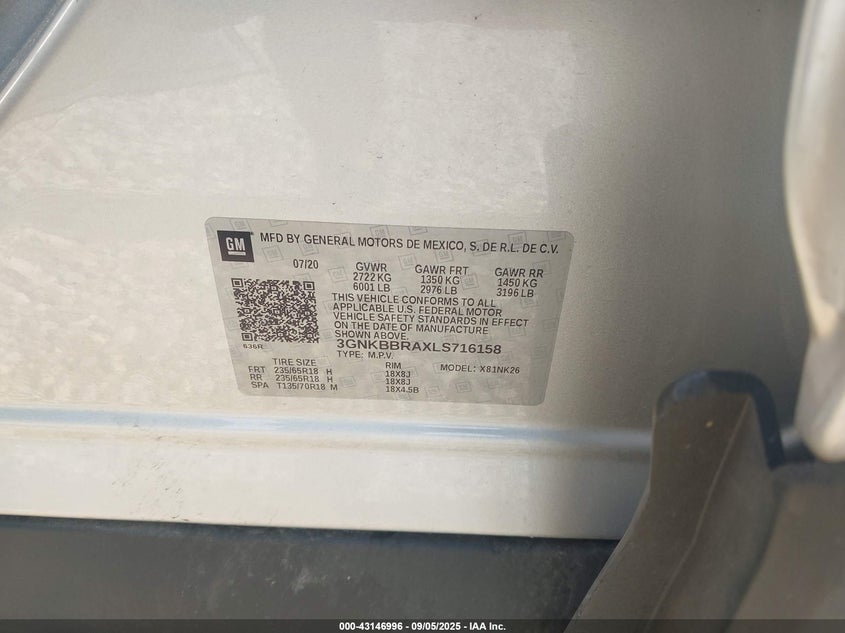 GM
MFD BY GENERAL MOTORS DE MEXICO, S. DE R.L. DE C.V.
07/20 GVWR GAWR FRT GAWR RR
2722 KG 1350 KG 1450 KG
6001 LB 2976 LB 3196 LB
THIS VEHICLE CONFORMS TO ALL
APPLICABLE U.S. FEDERAL MOTOR
VEHICLE SAFETY STANDARDS IN EFFECT
ON THE DATE OF MANUFACTURE
SHOWN ABOVE.
636R
3GNKBBRAXLS716158
TYPE: M.P.V. MODEL: X81NK26
TIRE SIZE RIM
FRT 235/65R18 H 18X8J
RR 235/65R18 H 18X8J
SPA T135/70R18 M 18X4.5B
000-43146996 - 09/05/2025 - IAA Inc.